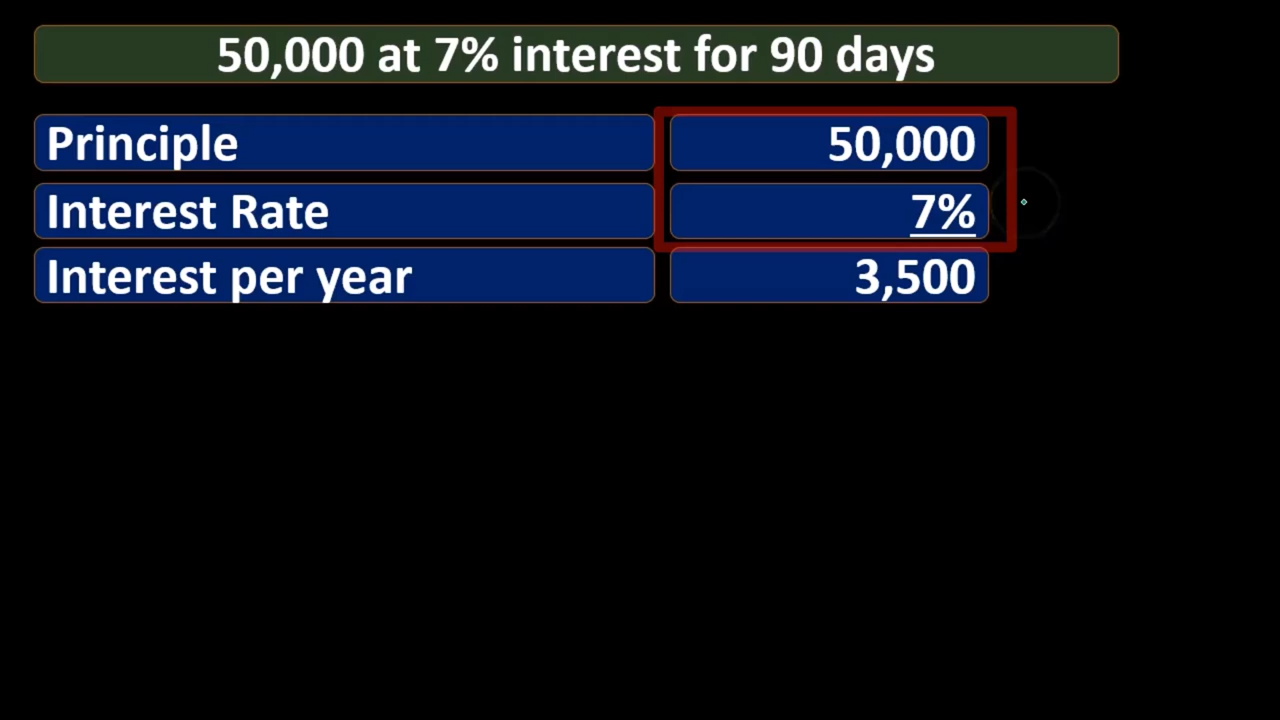 50,000 at 7% interest for 90 days
Principle 50,000
Interest Rate 7%
Interest per year 3,500